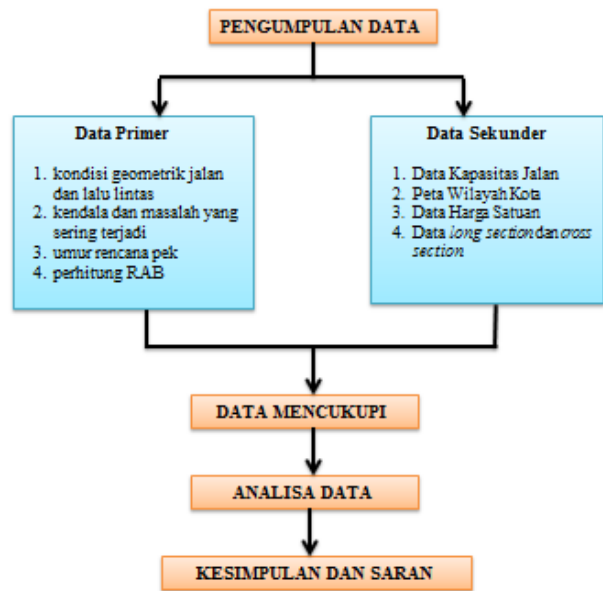 PENGUMPULAN DATA
Data Primer
1. kondisi geometrik jalan
dan lalu lintas
2. kendala dan masalah yang
sering terjadi
3. umur rencana pek
4. perhitung RAB
Data Sekunder
1. Data Kapasitas Jalan
2. Peta Wilayah Kota
3. Data Harga Satuan
4. Data long section dan cross
section
DATA MENCUKUPI
ANALISA DATA
KESIMPULAN DAN SARAN